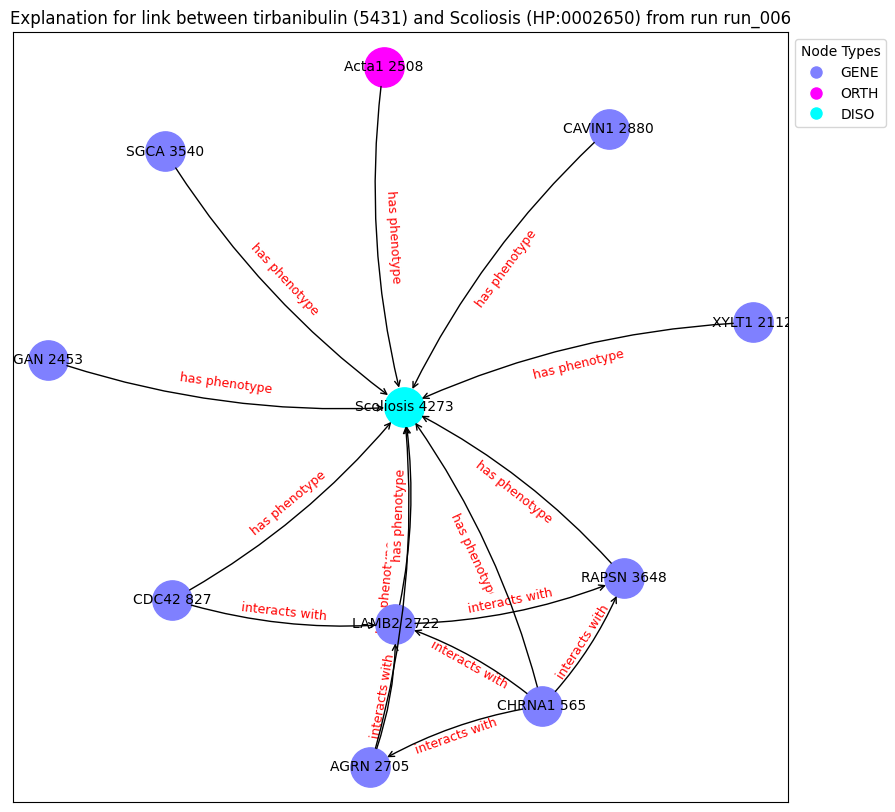 Explanation for link between tirbanibulin (5431) and Scoliosis (HP:0002650) from run run_006
Node Types
GENE
ORTH
DISO
Acta1 2508
CAVIN1 2880
SGCA 3540
has phenotype
has phenotype
has phenotype
XYLT1 2112
GAN 2453
has phenotype
has phenotype
Scoliosis 4273
has phenotype
has phenotype
has phenotype
has phenotyp
phenotype
RAPSN 3648
CDC42 827
interacts with
interacts with
LAMB2 2722
interacts with
interacts with
interacts with
CHRNA1 565
interacts with
AGRN 2705